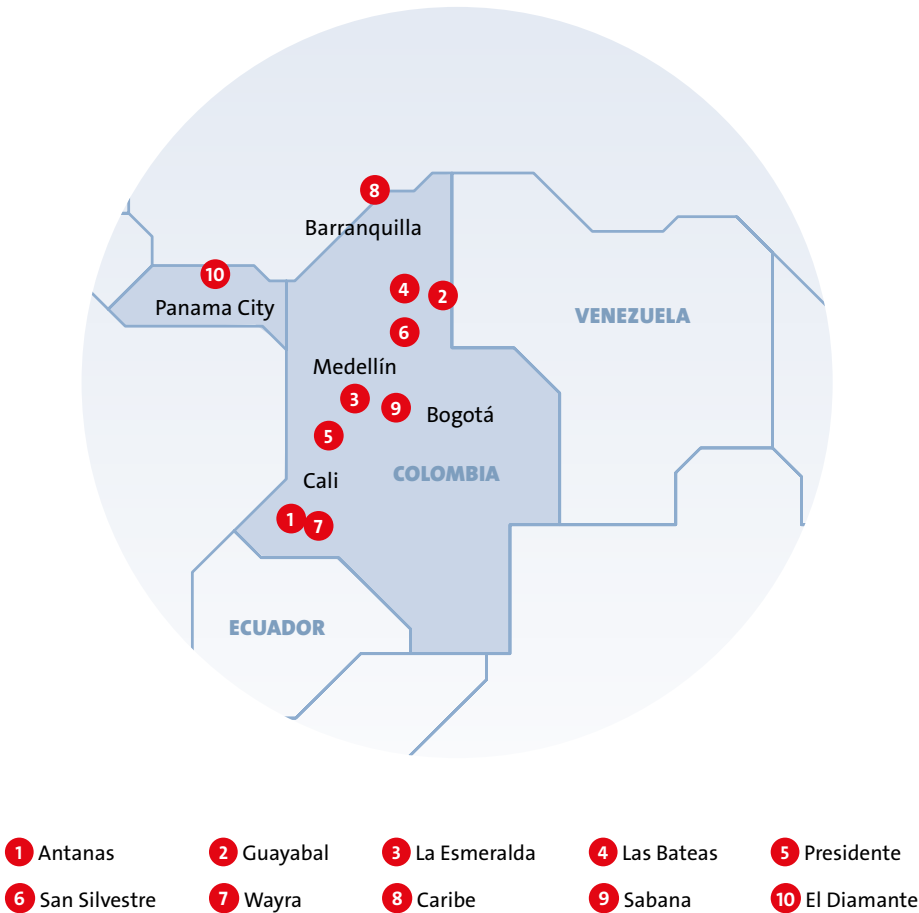 8
Barranquilla
10
Panama City
4
2
VENEZUELA
6
Medellín
3
9
Bogotá
5
COLOMBIA
Cali
1
7
ECUADOR
1 Antanas 2 Guayabal 3 La Esmeralda 4 Las Bateas 5 Presidente
6 San Silvestre 7 Wayra 8 Caribe 9 Sabana 10 El Diamante